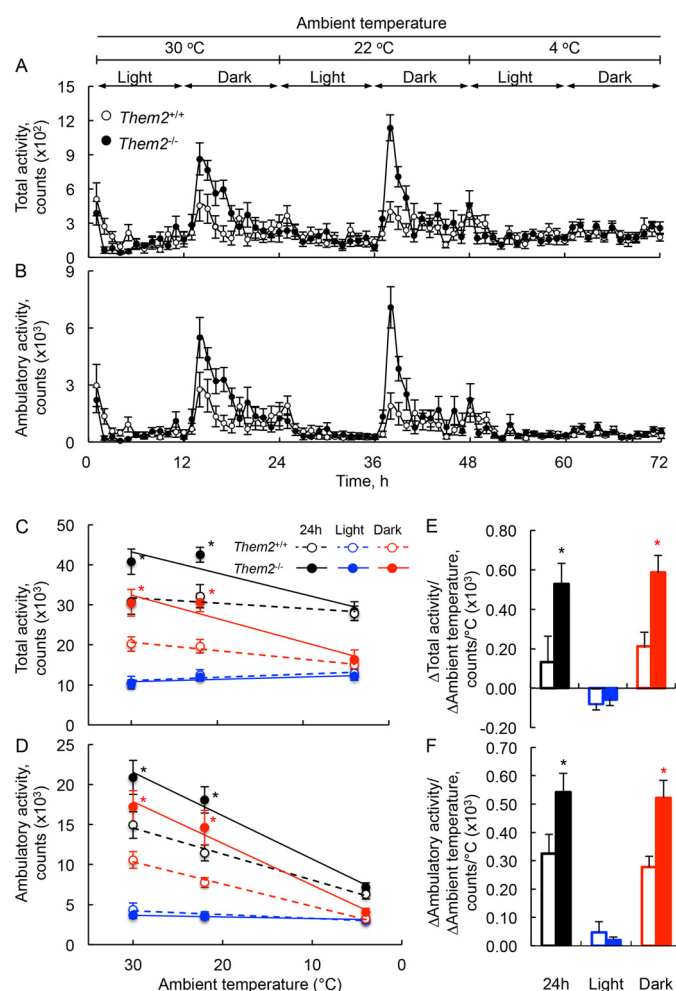 Ambient temperature
30 ºC 22 ºC 4 ºC
A Light Dark Light Dark Light Dark
Total activity,
counts (x10²)
15
12
9
6
3
0
Them2+/+
Them2-/-
B
Ambulatory activity,
counts (x10³)
9
6
3
0
0 12 24 36 48 60 72
Time, h
C 24h Light Dark
Them2+/+
Them2-/-
Total activity,
counts (x10³)
50
40
30
20
10
0
* * * *
D
Ambulatory activity,
counts (x10³)
25
20
15
10
5
0
* * * *
30 20 10 0
Ambient temperature (°C)
E
ΔTotal activity/
ΔAmbient temperature,
counts/°C (x10³)
0.80
0.60
0.40
0.20
0.00
-0.20
* *
F
ΔAmbulatory activity/
ΔAmbient temperature,
counts/°C (x10³)
0.70
0.60
0.50
0.40
0.30
0.20
0.10
0.00
* *
24h Light Dark